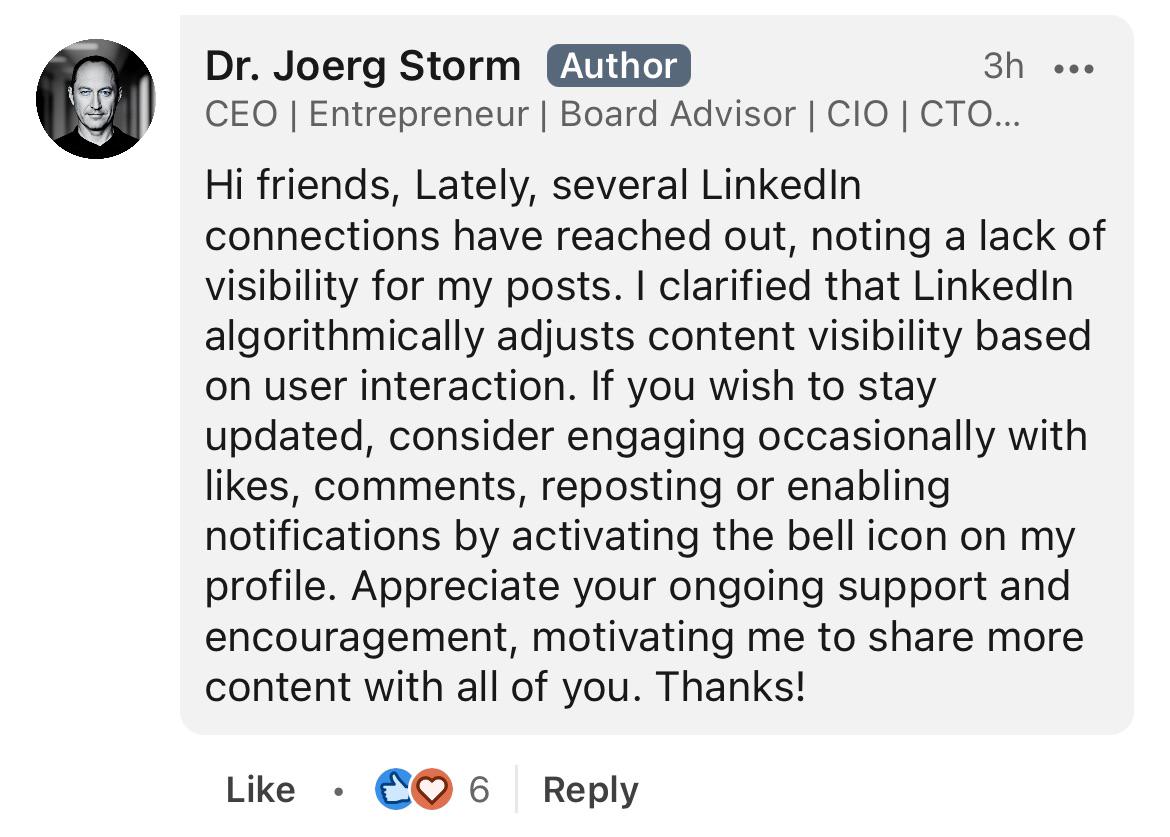 Dr. Joerg Storm Author 3h •••
CEO | Entrepreneur | Board Advisor | CIO | CTO...
Hi friends, Lately, several LinkedIn
connections have reached out, noting a lack of
visibility for my posts. I clarified that LinkedIn
algorithmically adjusts content visibility based
on user interaction. If you wish to stay
updated, consider engaging occasionally with
likes, comments, reposting or enabling
notifications by activating the bell icon on my
profile. Appreciate your ongoing support and
encouragement, motivating me to share more
content with all of you. Thanks!
Like • 6 Reply